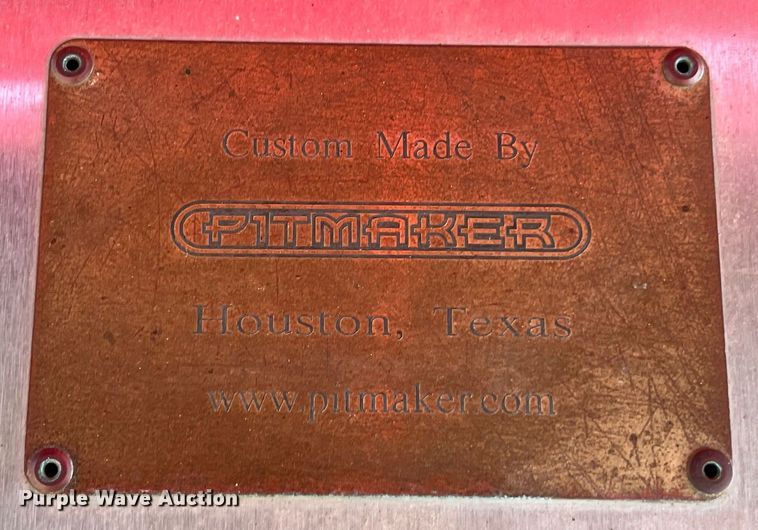 Custom Made By
PITMAKER
Houston, Texas
www.pitmaker.com
Purple Wave Auction